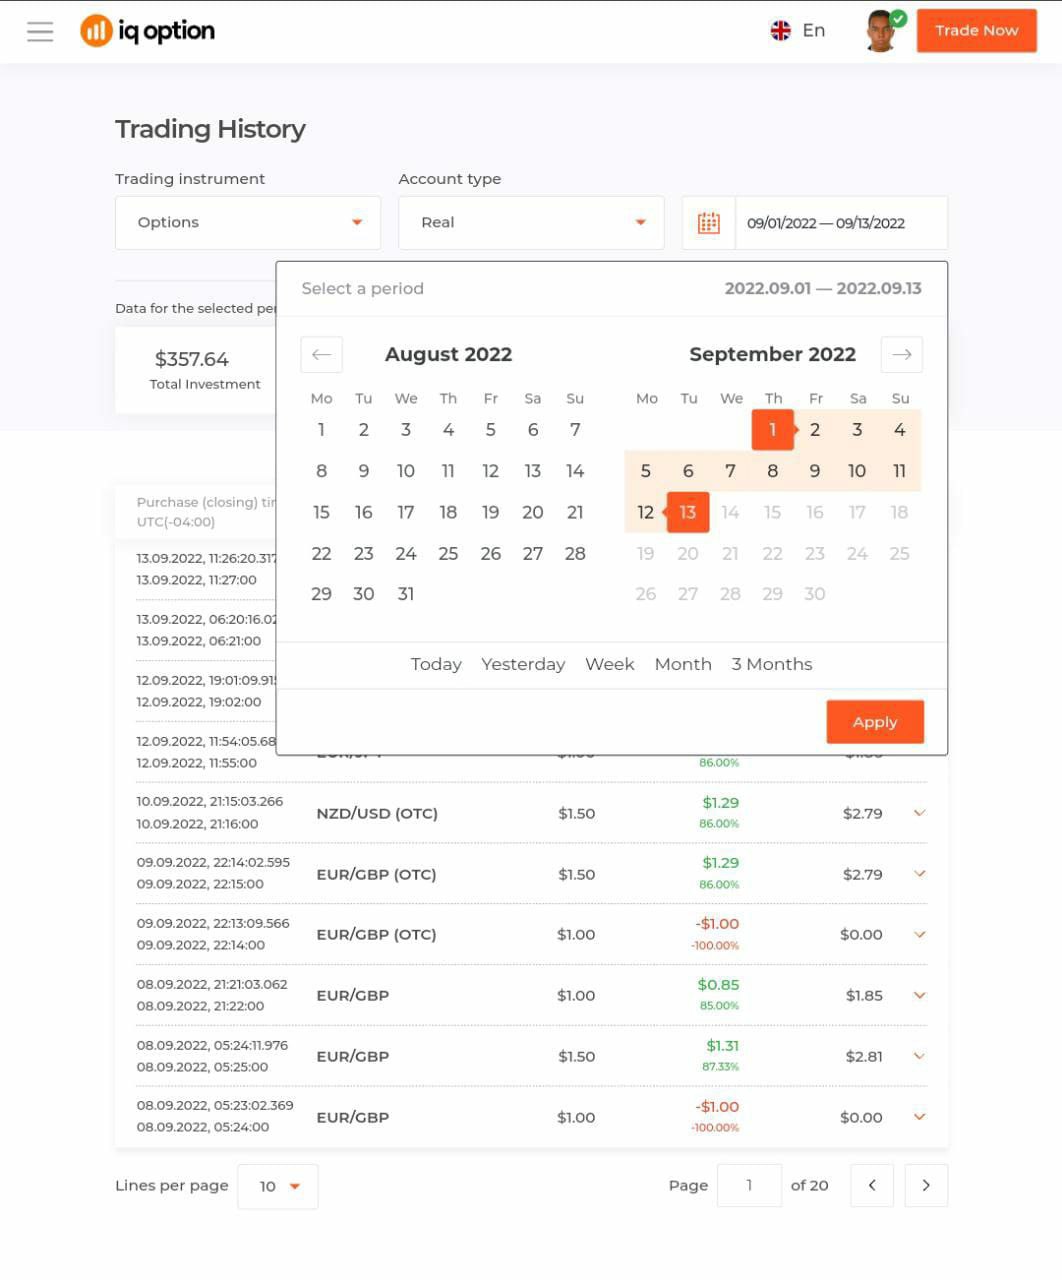 iq option
En
Trade Now
Trading History
Trading instrument
Account type
Options
Real
09/01/2022 — 09/13/2022
Select a period
2022.09.01 — 2022.09.13
Data for the selected
$357.64
Total Investment
August 2022
September 2022
Mo Tu We Th Fr Sa Su
Mo Tu We Th Fr Sa Su
1 2 3 4 5 6 7
1 2 3 4
8 9 10 11 12 13 14
5 6 7 8 9 10 11
15 16 17 18 19 20 21
12 13 14 15 16 17 18
22 23 24 25 26 27 28
19 20 21 22 23 24 25
29 30 31
26 27 28 29 30
Today Yesterday Week Month 3 Months
Apply
Purchase (closing)
UTC(-04:00)
13.09.2022, 11:26:20.317
13.09.2022, 11:27:00
13.09.2022, 06:20:16.02
13.09.2022, 06:21:00
12.09.2022, 19:01:09.91
12.09.2022, 19:02:00
12.09.2022, 11:54:05.68
12.09.2022, 11:55:00
86.00%
10.09.2022, 21:15:03.266
10.09.2022, 21:16:00
NZD/USD (OTC)
$1.50
$1.29
86.00%
$2.79
09.09.2022, 22:14:02.595
09.09.2022, 22:15:00
EUR/GBP (OTC)
$1.50
$1.29
86.00%
$2.79
09.09.2022, 22:13:09.566
09.09.2022, 22:14:00
EUR/GBP (OTC)
$1.00
-$1.00
-100.00%
$0.00
08.09.2022, 21:21:03.062
08.09.2022, 21:22:00
EUR/GBP
$1.00
$0.85
85.00%
$1.85
08.09.2022, 05:24:11.976
08.09.2022, 05:25:00
EUR/GBP
$1.50
$1.31
87.33%
$2.81
08.09.2022, 05:23:02.369
08.09.2022, 05:24:00
EUR/GBP
$1.00
-$1.00
-100.00%
$0.00
Lines per page 10
Page 1 of 20